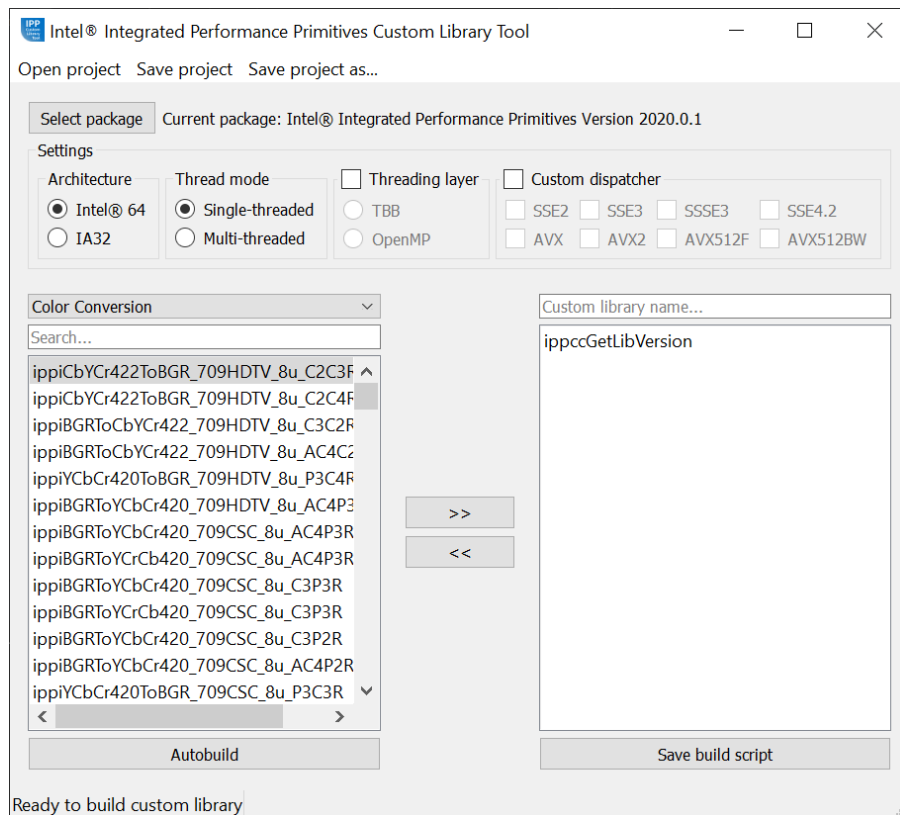 IPP Custom Library Tool
Intel® Integrated Performance Primitives Custom Library Tool
Open project Save project Save project as...
Select package Current package: Intel® Integrated Performance Primitives Version 2020.0.1
Settings
Architecture Thread mode Threading layer Custom dispatcher
Intel® 64 Single-threaded TBB SSE2 SSE3 SSSE3 SSE4.2
IA32 Multi-threaded OpenMP AVX AVX2 AVX512F AVX512BW
Color Conversion
Custom library name...
Search...
ippccGetLibVersion
ippiCbYCr422ToBGR_709HDTV_8u_C2C3R
ippiCbYCr422ToBGR_709HDTV_8u_C2C4R
ippiBGRToCbYCr422_709HDTV_8u_C3C2R
ippiBGRToCbYCr422_709HDTV_8u_AC4C2
ippiYCbCr420ToBGR_709HDTV_8u_P3C4R
ippiBGRToYCbCr420_709HDTV_8u_AC4P3
ippiBGRToYCbCr420_709CSC_8u_AC4P3R
ippiBGRToYCrCb420_709CSC_8u_AC4P3R
ippiBGRToYCbCr420_709CSC_8u_C3P3R
ippiBGRToYCrCb420_709CSC_8u_C3P3R
ippiBGRToYCbCr420_709CSC_8u_C3P2R
ippiBGRToYCbCr420_709CSC_8u_AC4P2R
ippiYCbCr420ToBGR_709CSC_8u_P3C3R
>>
<<
Autobuild
Save build script
Ready to build custom library